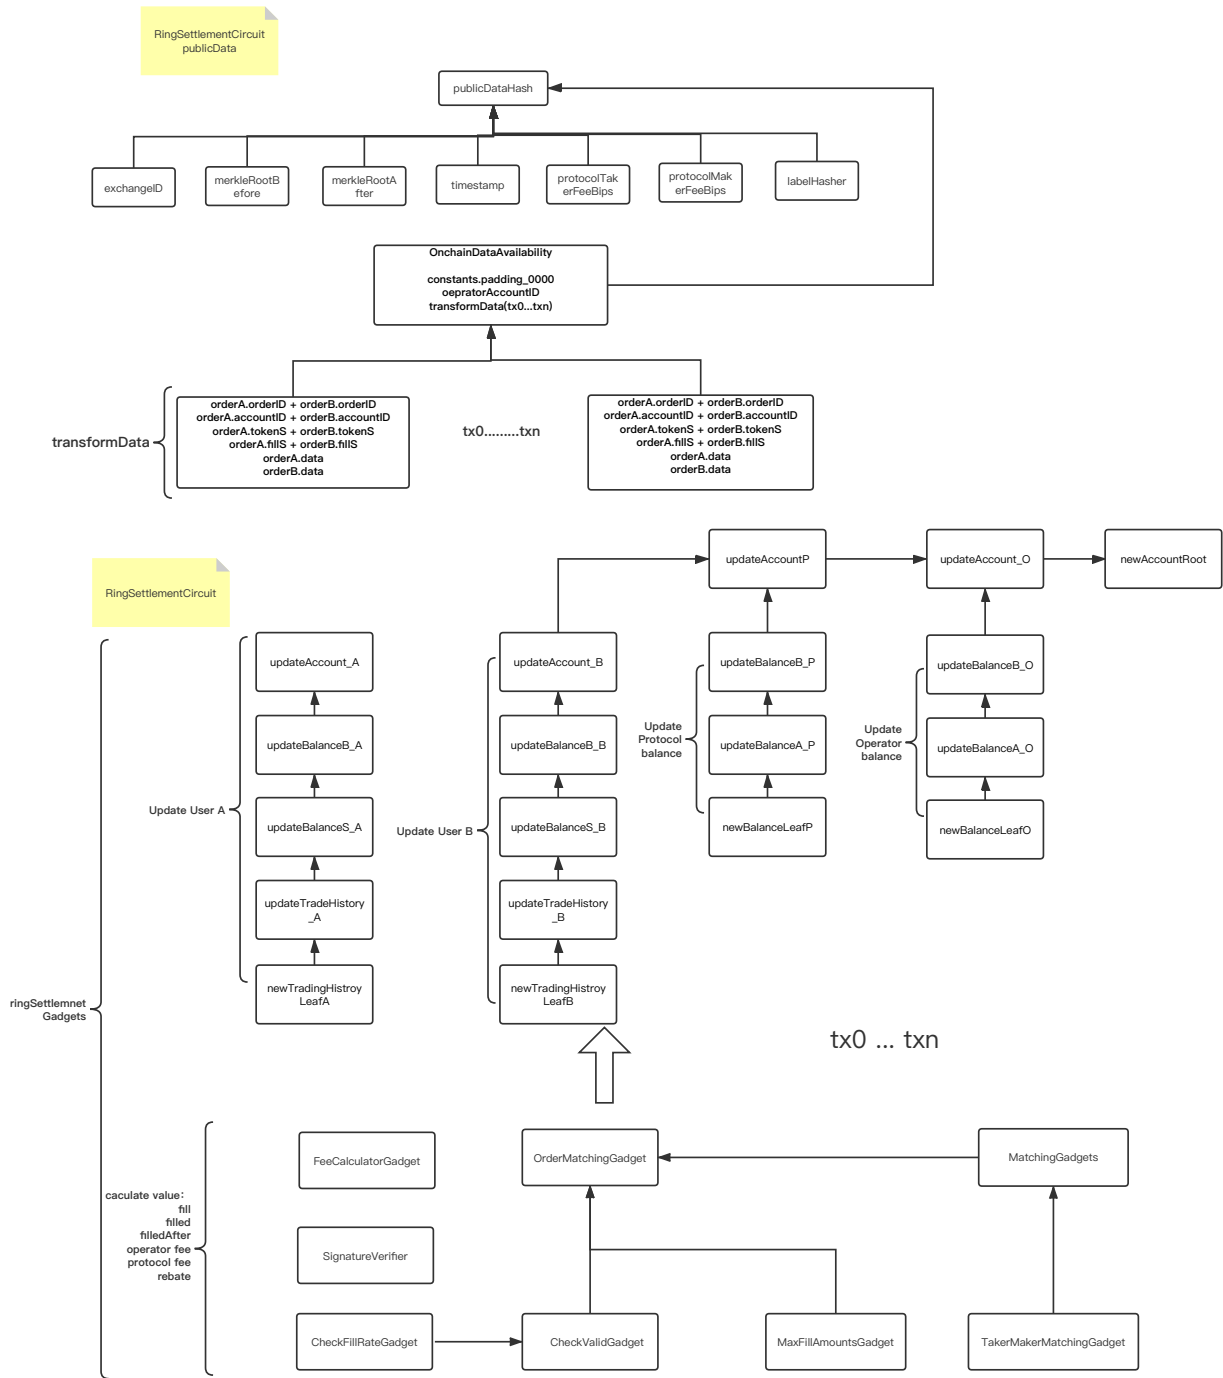 RingSettlementCircuit
publicData
publicDataHash
exchangeID
merkleRootB
efore
merkleRootA
fter
timestamp
protocolTak
erFeeBips
protocolMak
erFeeBips
labelHasher
OnchainDataAvailability
constants.padding_0000
oepratorAccountID
transformData(tx0...txn)
transformData
orderA.orderID + orderB.orderID
orderA.accountID + orderB.accountID
orderA.tokenS + orderB.tokenS
orderA.fillS + orderB.fillS
orderA.data
orderB.data
tx0.........txn
orderA.orderID + orderB.orderID
orderA.accountID + orderB.accountID
orderA.tokenS + orderB.tokenS
orderA.fillS + orderB.fillS
orderA.data
orderB.data
RingSettlementCircuit
updateAccountP
updateAccount_O
newAccountRoot
updateAccount_A
updateBalanceB_A
Update User A
updateBalanceS_A
updateTradeHistory
_A
newTradingHistroy
LeafA
updateAccount_B
updateBalanceB_B
Update User B
updateBalanceS_B
updateTradeHistory
_B
newTradingHistroy
LeafB
updateBalanceB_P
Update
Protocol
balance
updateBalanceA_P
newBalanceLeafP
updateBalanceB_O
Update
Operator
balance
updateBalanceA_O
newBalanceLeafO
ringSettlemnet
Gadgets
tx0 ... txn
caculate value：
fill
filled
filledAfter
operator fee
protocol fee
rebate
FeeCalculatorGadget
OrderMatchingGadget
MatchingGadgets
SignatureVerifier
CheckFillRateGadget
CheckValidGadget
MaxFillAmountsGadget
TakerMakerMatchingGadget